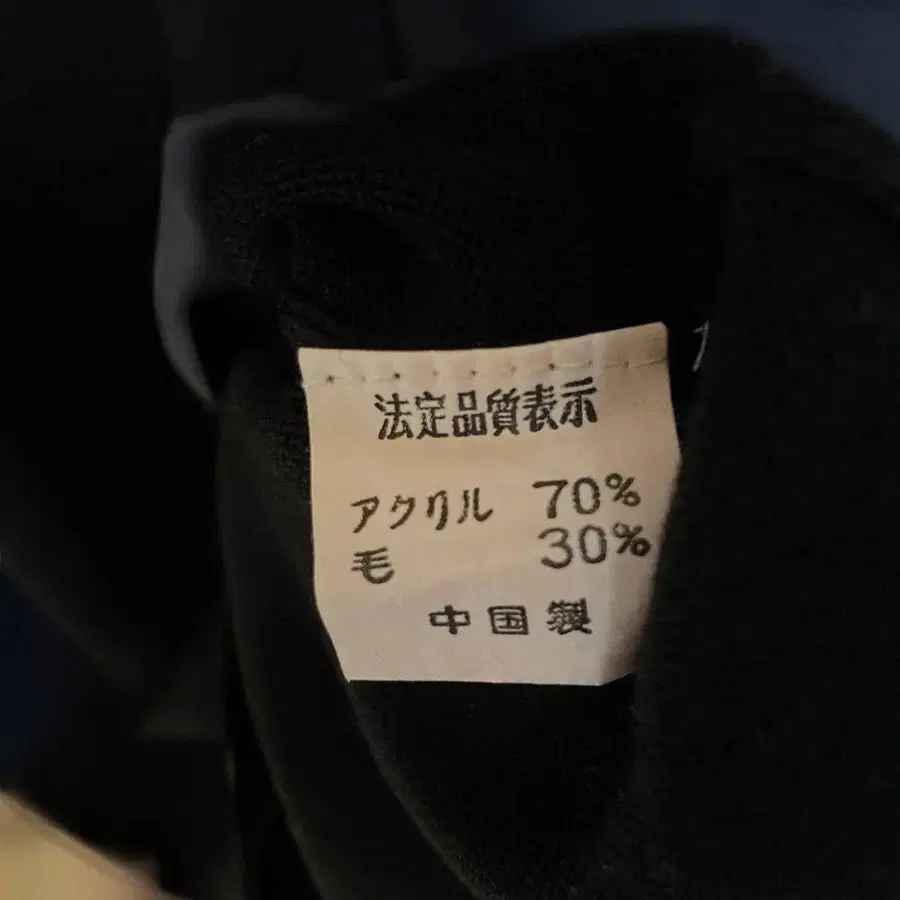 法定品質表示
アクリル 70%
毛 30%
中国製